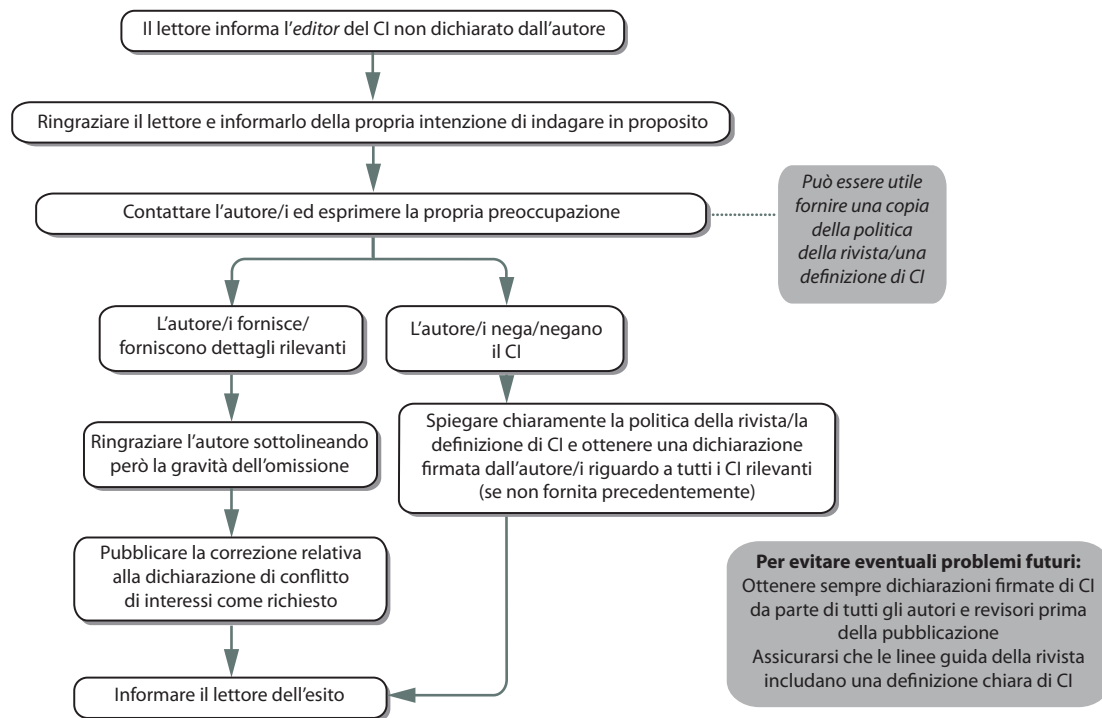 Il lettore informa l'editor del CI non dichiarato dall'autore
Ringraziare il lettore e informarlo della propria intenzione di indagare in proposito
Contattare l'autore/i ed esprimere la propria preoccupazione
Può essere utile
fornire una copia
della politica
della rivista/una
definizione di CI
L'autore/i fornisce/
forniscono dettagli rilevanti
L'autore/i nega/negano
il CI
Ringraziare l'autore sottolineando
però la gravità dell'omissione
Spiegare chiaramente la politica della rivista/la
definizione di CI e ottenere una dichiarazione
firmata dall'autore/i riguardo a tutti i CI rilevanti
(se non fornita precedentemente)
Pubblicare la correzione relativa
alla dichiarazione di conflitto
di interessi come richiesto
Informare il lettore dell'esito
Per evitare eventuali problemi futuri:
Ottenere sempre dichiarazioni firmate di CI
da parte di tutti gli autori e revisori prima
della pubblicazione
Assicurarsi che le linee guida della rivista
includano una definizione chiara di CI